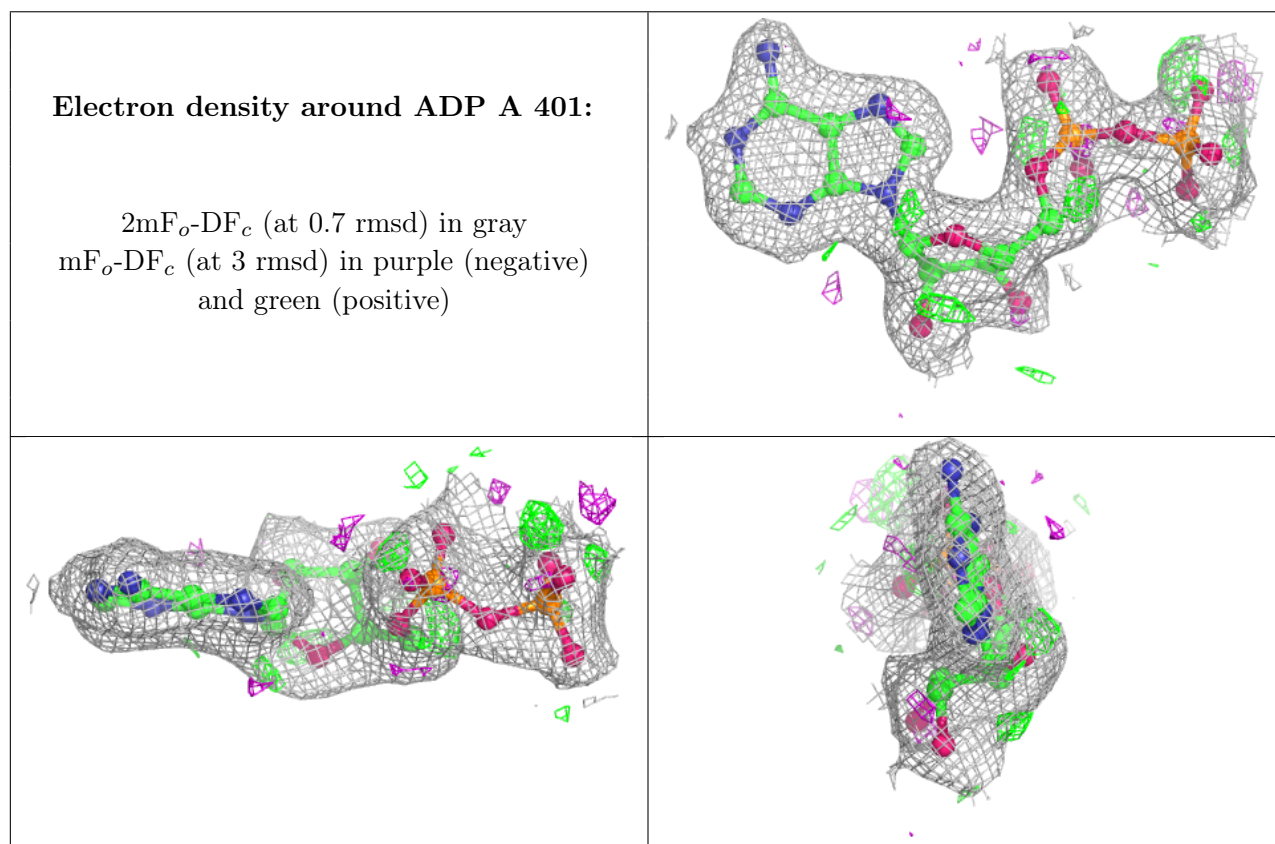 Electron density around ADP A 401:
2mFo-DFc (at 0.7 rmsd) in gray
mFo-DFc (at 3 rmsd) in purple (negative)
and green (positive)